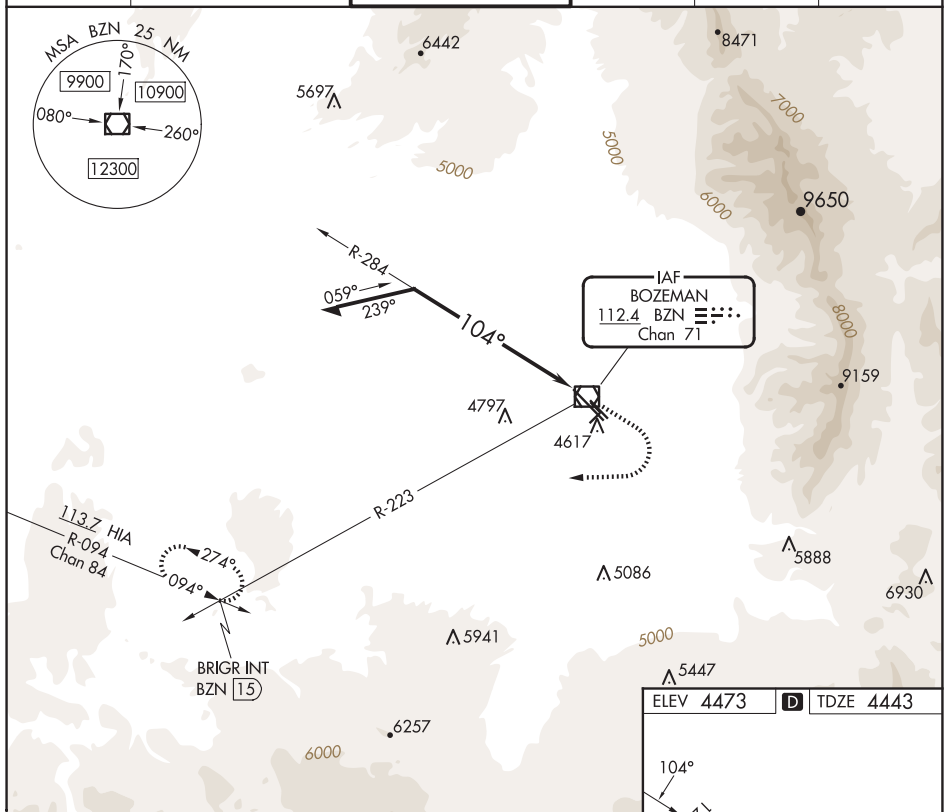 MSA BZN 25 NM
170°
9900
10900
080°
260°
12300
6442
8471
5697
7000
5000
5000
6000
9650
R-284
059°
239°
104°
IAF
BOZEMAN
112.4 BZN
Chan 71
8000
9159
4797
4617
R-223
113.7 HIA
R-094
Chan 84
274°
094°
5888
5086
6930
5941
5000
BRIGR INT
BZN 15
5447
ELEV 4473 D TDZE 4443
6257
6000
104°